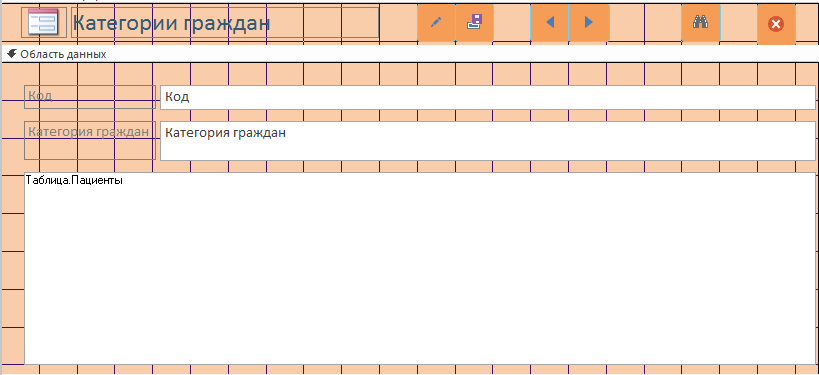 Категории граждан
Область данных
Код Код
Категория граждан Категория граждан
Таблица.Пациенты